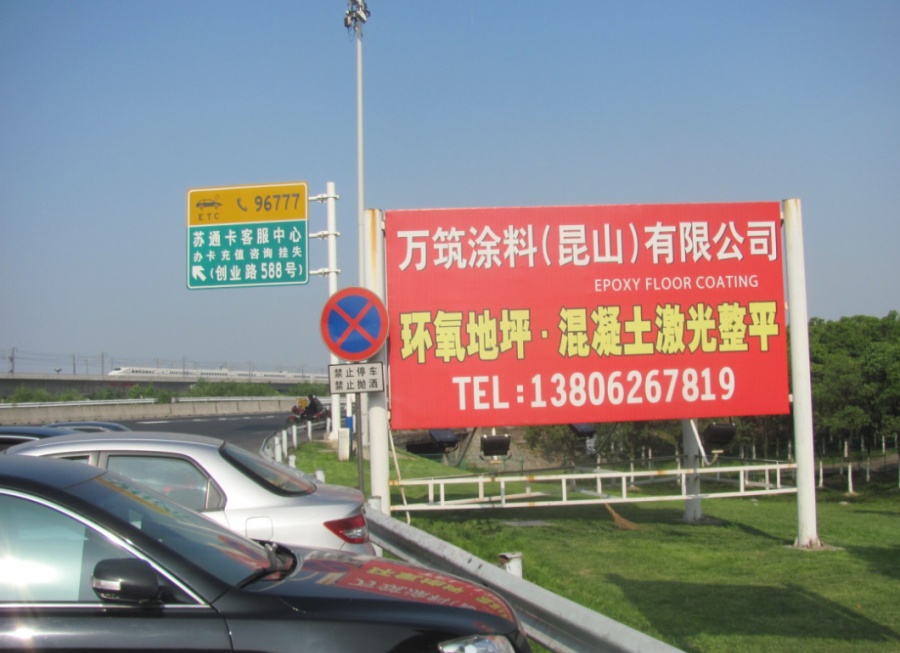 ETC 96777
苏通卡客服中心
办卡 充值 咨询 挂失
(创业路588号)
禁止停车
禁止抛洒
万筑涂料(昆山)有限公司
EPOXY FLOOR COATING
环氧地坪·混凝土激光整平
TEL:13806267819